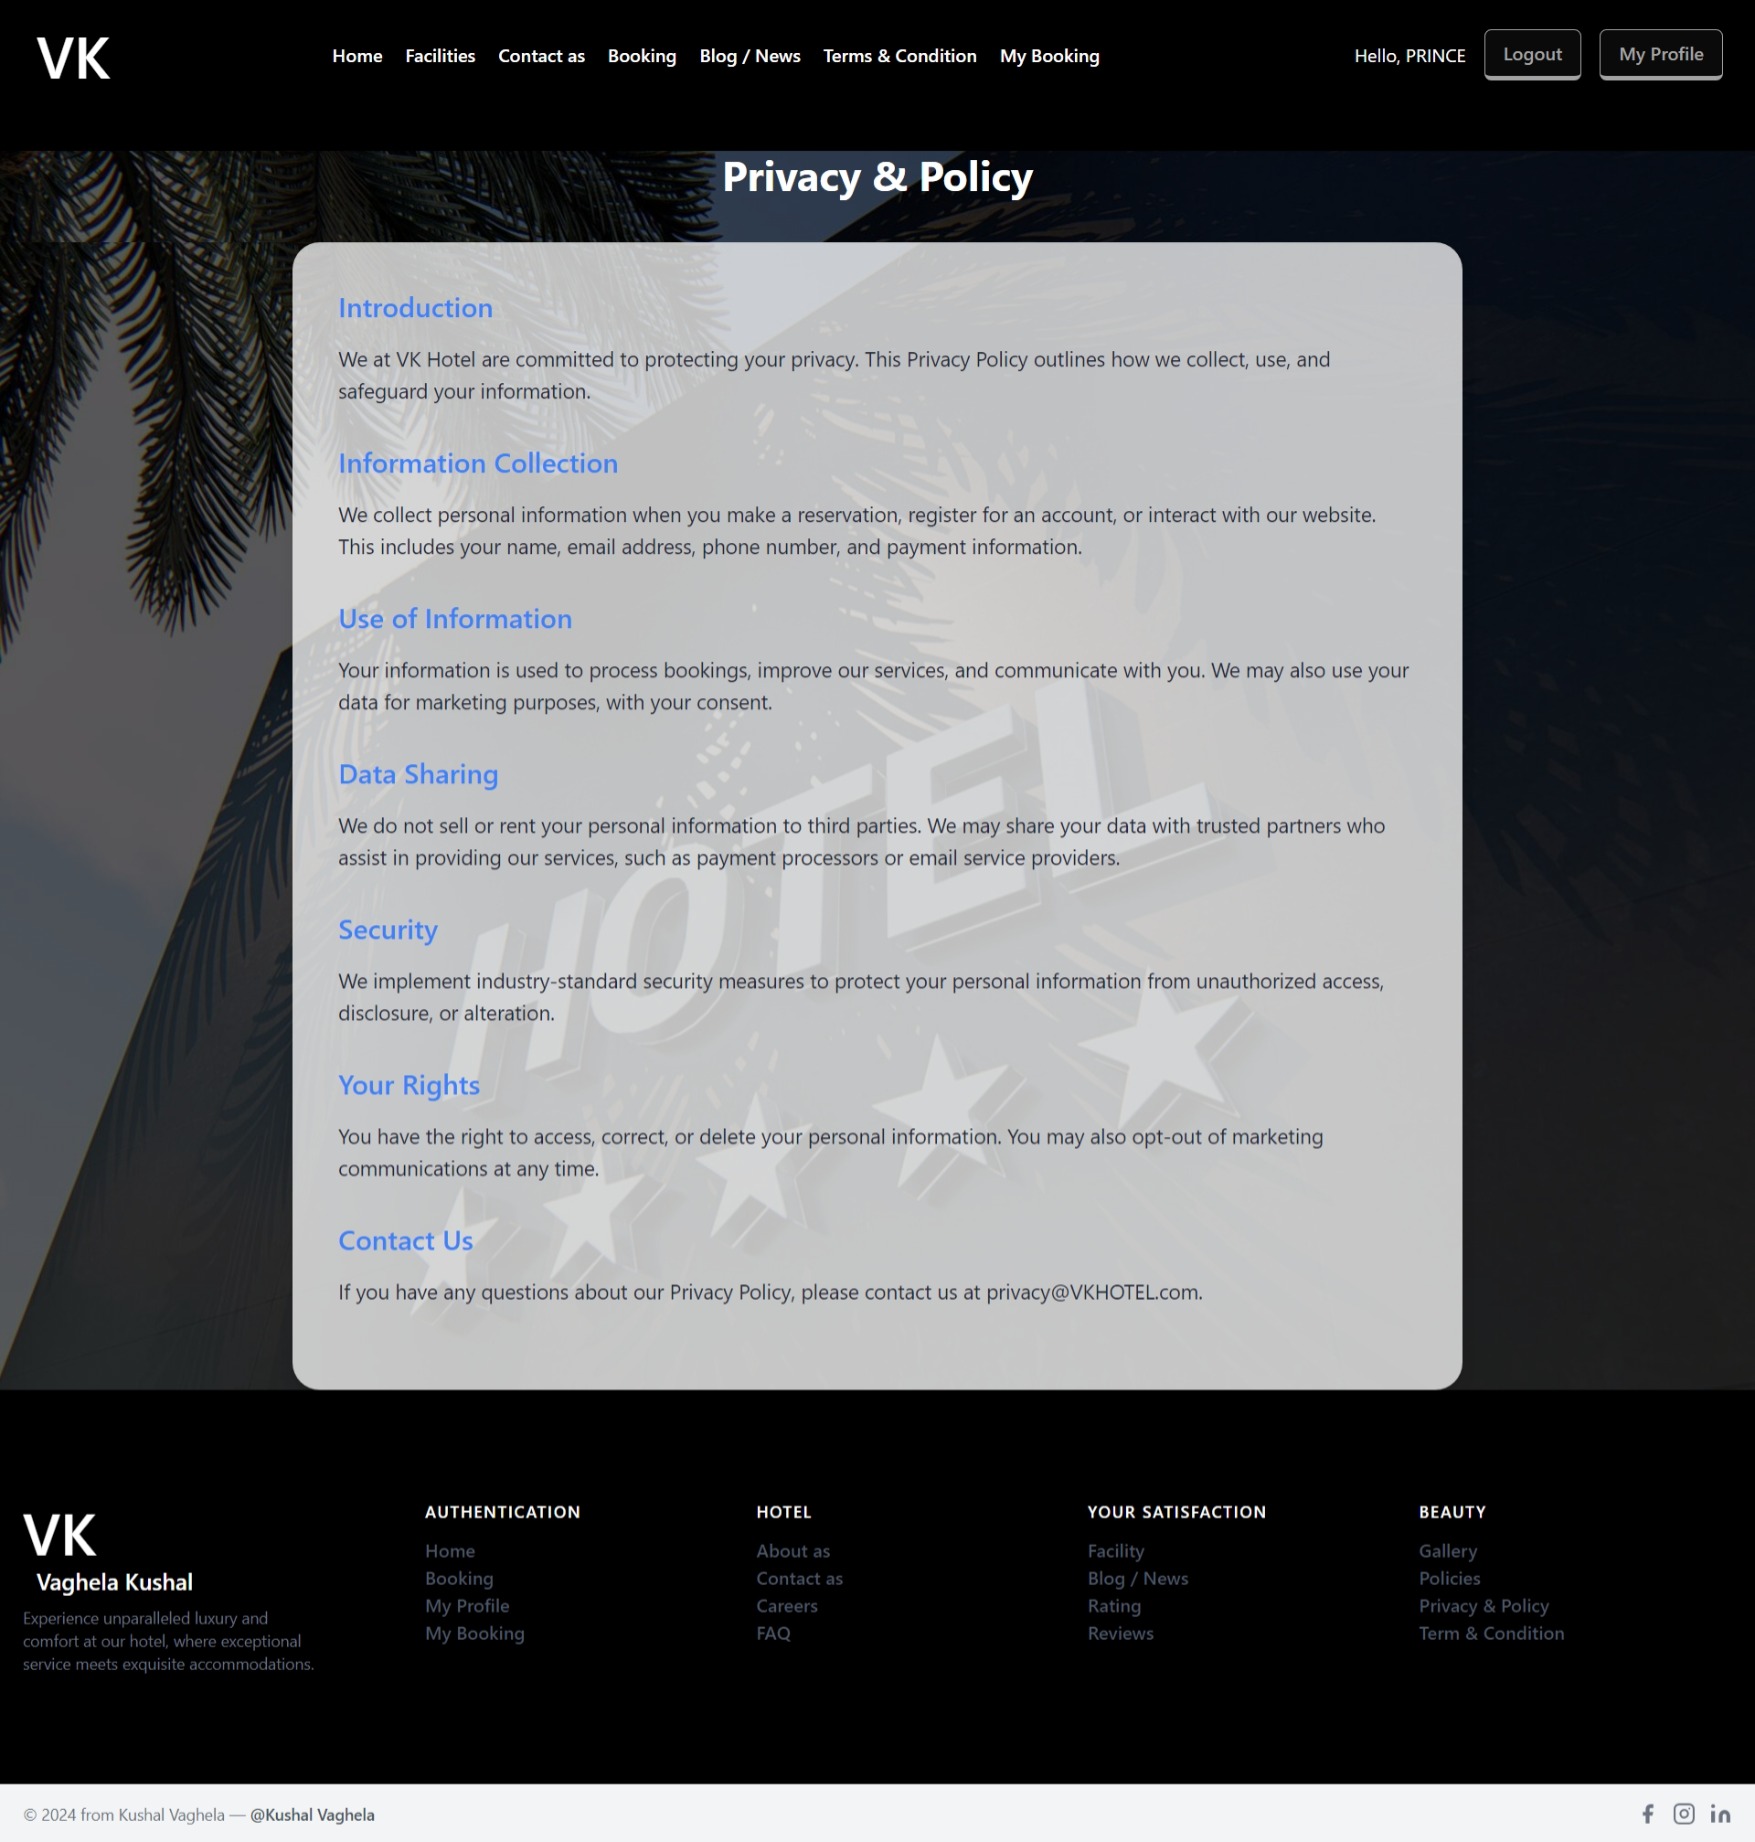 VK
Home Facilities Contact as Booking Blog / News Terms & Condition My Booking
Hello, PRINCE Logout My Profile
Privacy & Policy
Introduction
We at VK Hotel are committed to protecting your privacy. This Privacy Policy outlines how we collect, use, and
safeguard your information.
Information Collection
We collect personal information when you make a reservation, register for an account, or interact with our website.
This includes your name, email address, phone number, and payment information.
Use of Information
Your information is used to process bookings, improve our services, and communicate with you. We may also use your
data for marketing purposes, with your consent.
Data Sharing
We do not sell or rent your personal information to third parties. We may share your data with trusted partners who
assist in providing our services, such as payment processors or email service providers.
HOTEL
Security
We implement industry-standard security measures to protect your personal information from unauthorized access,
disclosure, or alteration.
Your Rights
You have the right to access, correct, or delete your personal information. You may also opt-out of marketing
communications at any time.
Contact Us
If you have any questions about our Privacy Policy, please contact us at privacy@VKHOTEL.com.
VK
Vaghela Kushal
Experience unparalleled luxury and
comfort at our hotel, where exceptional
service meets exquisite accommodations.
AUTHENTICATION
Home
Booking
My Profile
My Booking
HOTEL
About as
Contact as
Careers
FAQ
YOUR SATISFACTION
Facility
Blog / News
Rating
Reviews
BEAUTY
Gallery
Policies
Privacy & Policy
Term & Condition
© 2024 from Kushal Vaghela — @Kushal Vaghela